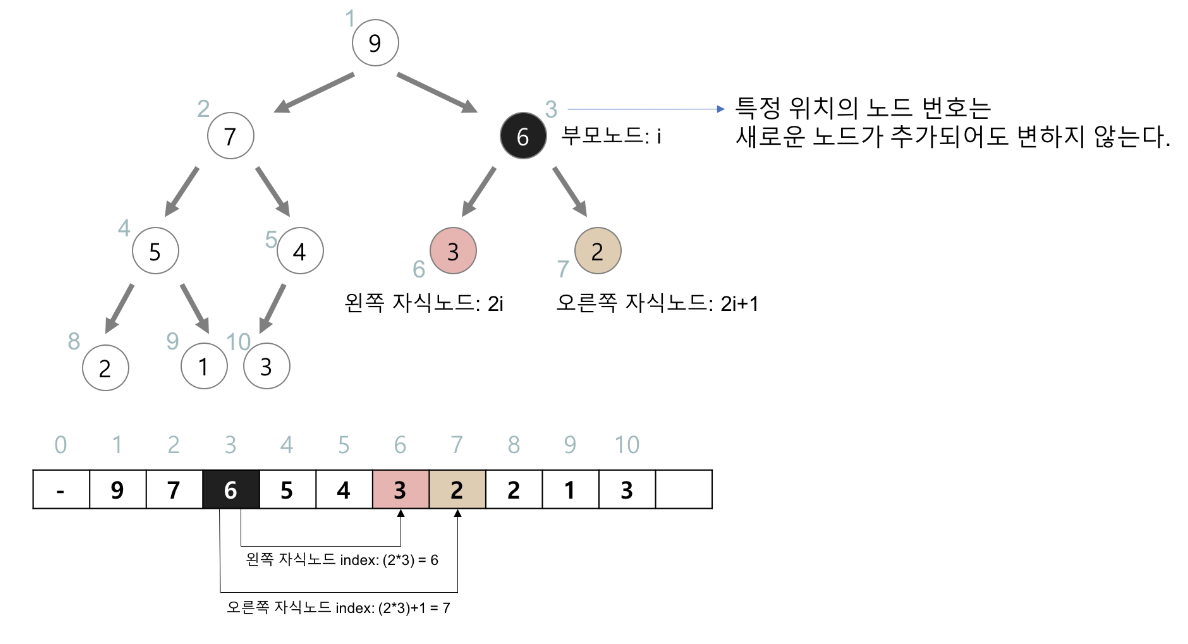 1
9
2
7
3
6
부모노드: i
특정 위치의 노드 번호는
새로운 노드가 추가되어도 변하지 않는다.
4
5
5
4
6
3
7
2
왼쪽 자식노드: 2i
오른쪽 자식노드: 2i+1
8
2
9
1
10
3
0 1 2 3 4 5 6 7 8 9 10
- 9 7 6 5 4 3 2 2 1 3
왼쪽 자식노드 index: (2*3) = 6
오른쪽 자식노드 index: (2*3)+1 = 7